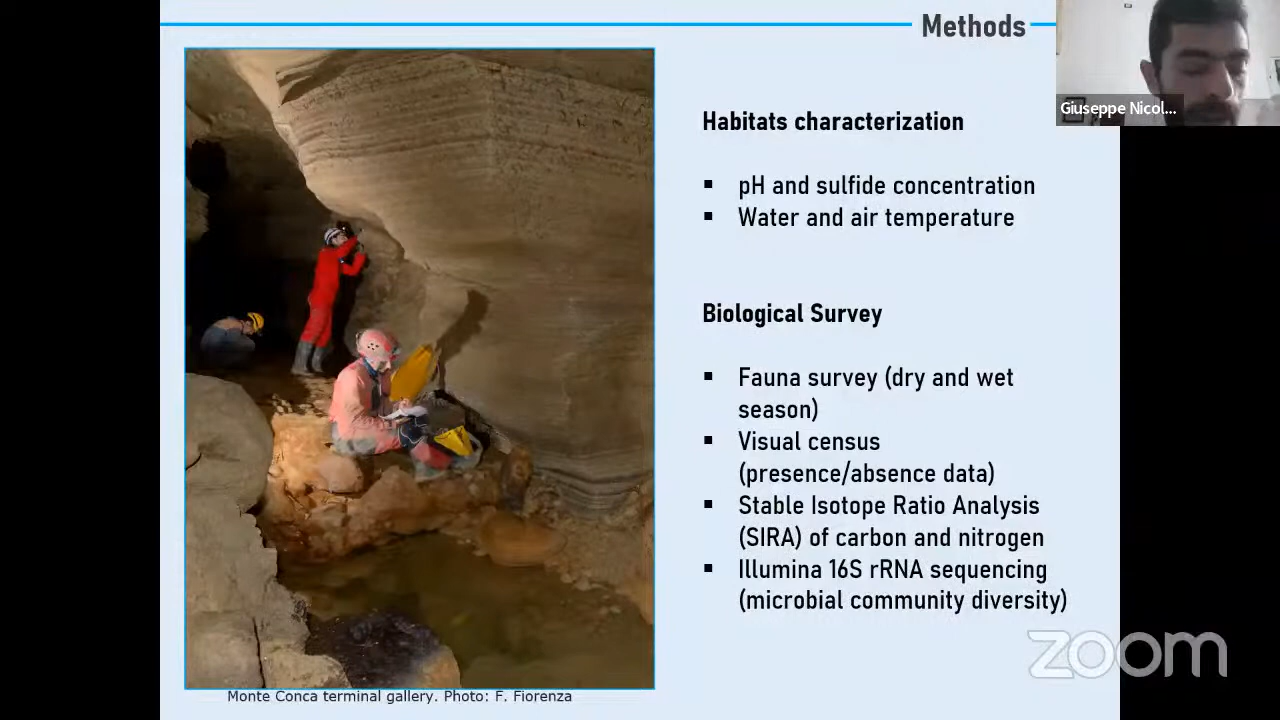 Methods
Giuseppe Nicol...
Habitats characterization
▪ pH and sulfide concentration
▪ Water and air temperature
Biological Survey
▪ Fauna survey (dry and wet
season)
▪ Visual census
(presence/absence data)
▪ Stable Isotope Ratio Analysis
(SIRA) of carbon and nitrogen
▪ Illumina 16S rRNA sequencing
(microbial community diversity)
zoom
Monte Conca terminal gallery. Photo: F. Fiorenza